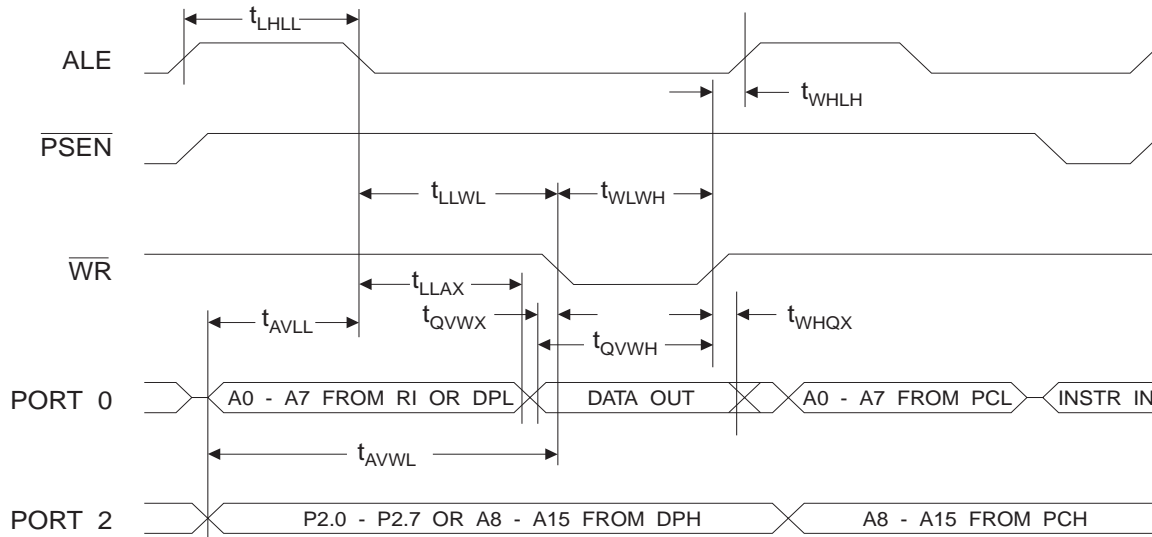 tLHLL
ALE
tWHLH
PSEN
tLLWL
tWLWH
WR
tLLAX
tQVWX
tWHQX
tAVLL
tQVWH
PORT 0
A0 - A7 FROM RI OR DPL
DATA OUT
A0 - A7 FROM PCL
INSTR IN
tAVWL
PORT 2
P2.0 - P2.7 OR A8 - A15 FROM DPH
A8 - A15 FROM PCH